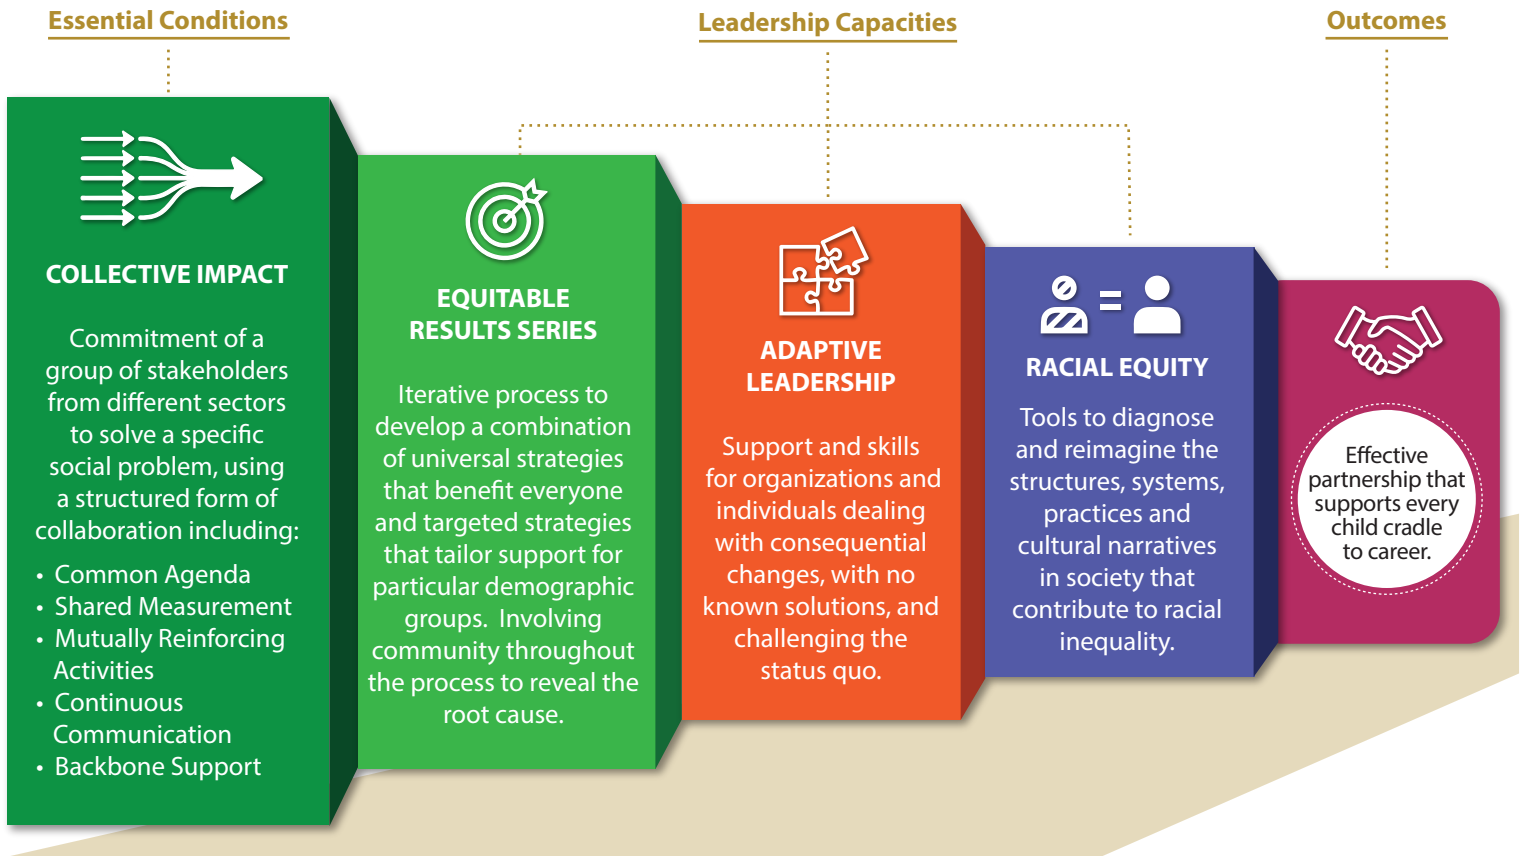 Essential Conditions
Leadership Capacities
Outcomes
COLLECTIVE IMPACT
Commitment of a
group of stakeholders
from different sectors
to solve a specific
social problem, using
a structured form of
collaboration including:
• Common Agenda
• Shared Measurement
• Mutually Reinforcing
Activities
• Continuous
Communication
• Backbone Support
EQUITABLE
RESULTS SERIES
Iterative process to
develop a combination
of universal strategies
that benefit everyone
and targeted strategies
that tailor support for
particular demographic
groups.  Involving
community throughout
the process to reveal the
root cause.
ADAPTIVE
LEADERSHIP
Support and skills
for organizations and
individuals dealing
with consequential
changes, with no
known solutions, and
challenging the
status quo.
RACIAL EQUITY
Tools to diagnose
and reimagine the
structures, systems,
practices and
cultural narratives
in society that
contribute to racial
inequality.
Effective
partnership that
supports every
child cradle
to career.